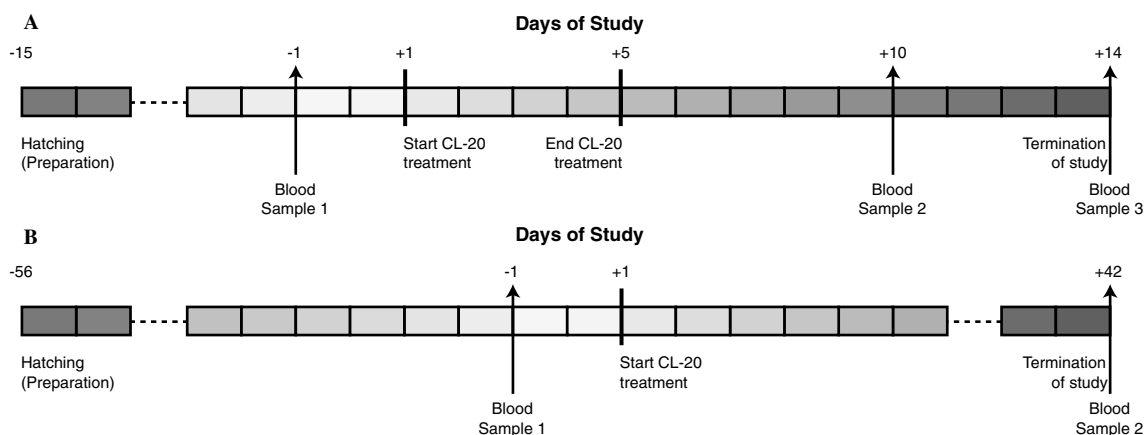 A
Days of Study
-15 -1 +1 +5 +10 +14
Hatching Start CL-20 End CL-20 Termination
(Preparation) treatment treatment of study
Blood Blood Blood
Sample 1 Sample 2 Sample 3
B
Days of Study
-56 -1 +1 +42
Hatching Start CL-20 Termination
(Preparation) treatment of study
Blood Blood
Sample 1 Sample 2